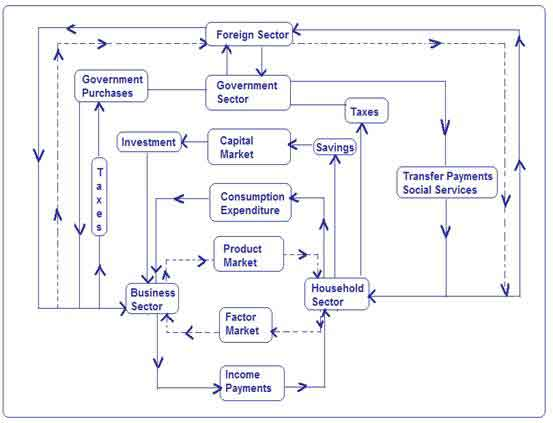 Foreign Sector
Government
Purchases
Government
Sector
Taxes
Investment
Capital
Market
Savings
Taxes
Transfer Payments
Social Services
Consumption
Expenditure
Product
Market
Business
Sector
Household
Sector
Factor
Market
Income
Payments